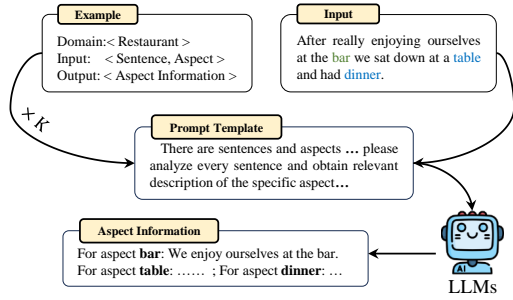 Example
Domain:< Restaurant >
Input: < Sentence, Aspect >
Output:< Aspect Information >
Input
After really enjoying ourselves
at the bar we sat down at a table
and had dinner.
× K
Prompt Template
There are sentences and aspects ... please
analyze every sentence and obtain relevant
description of the specific aspect...
Aspect Information
For aspect bar: We enjoy ourselves at the bar.
For aspect table: ...... ; For aspect dinner: ...
AI
LLMs